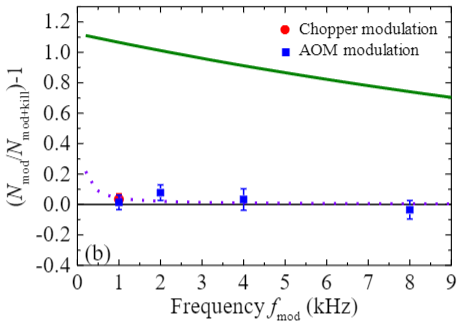 1.2
1.0
0.8
0.6
0.4
0.2
0.0
-0.2
-0.4
(Nmod/Nmod+kill)-1
Chopper modulation
AOM modulation
(b)
0 1 2 3 4 5 6 7 8 9
Frequency fmod (kHz)